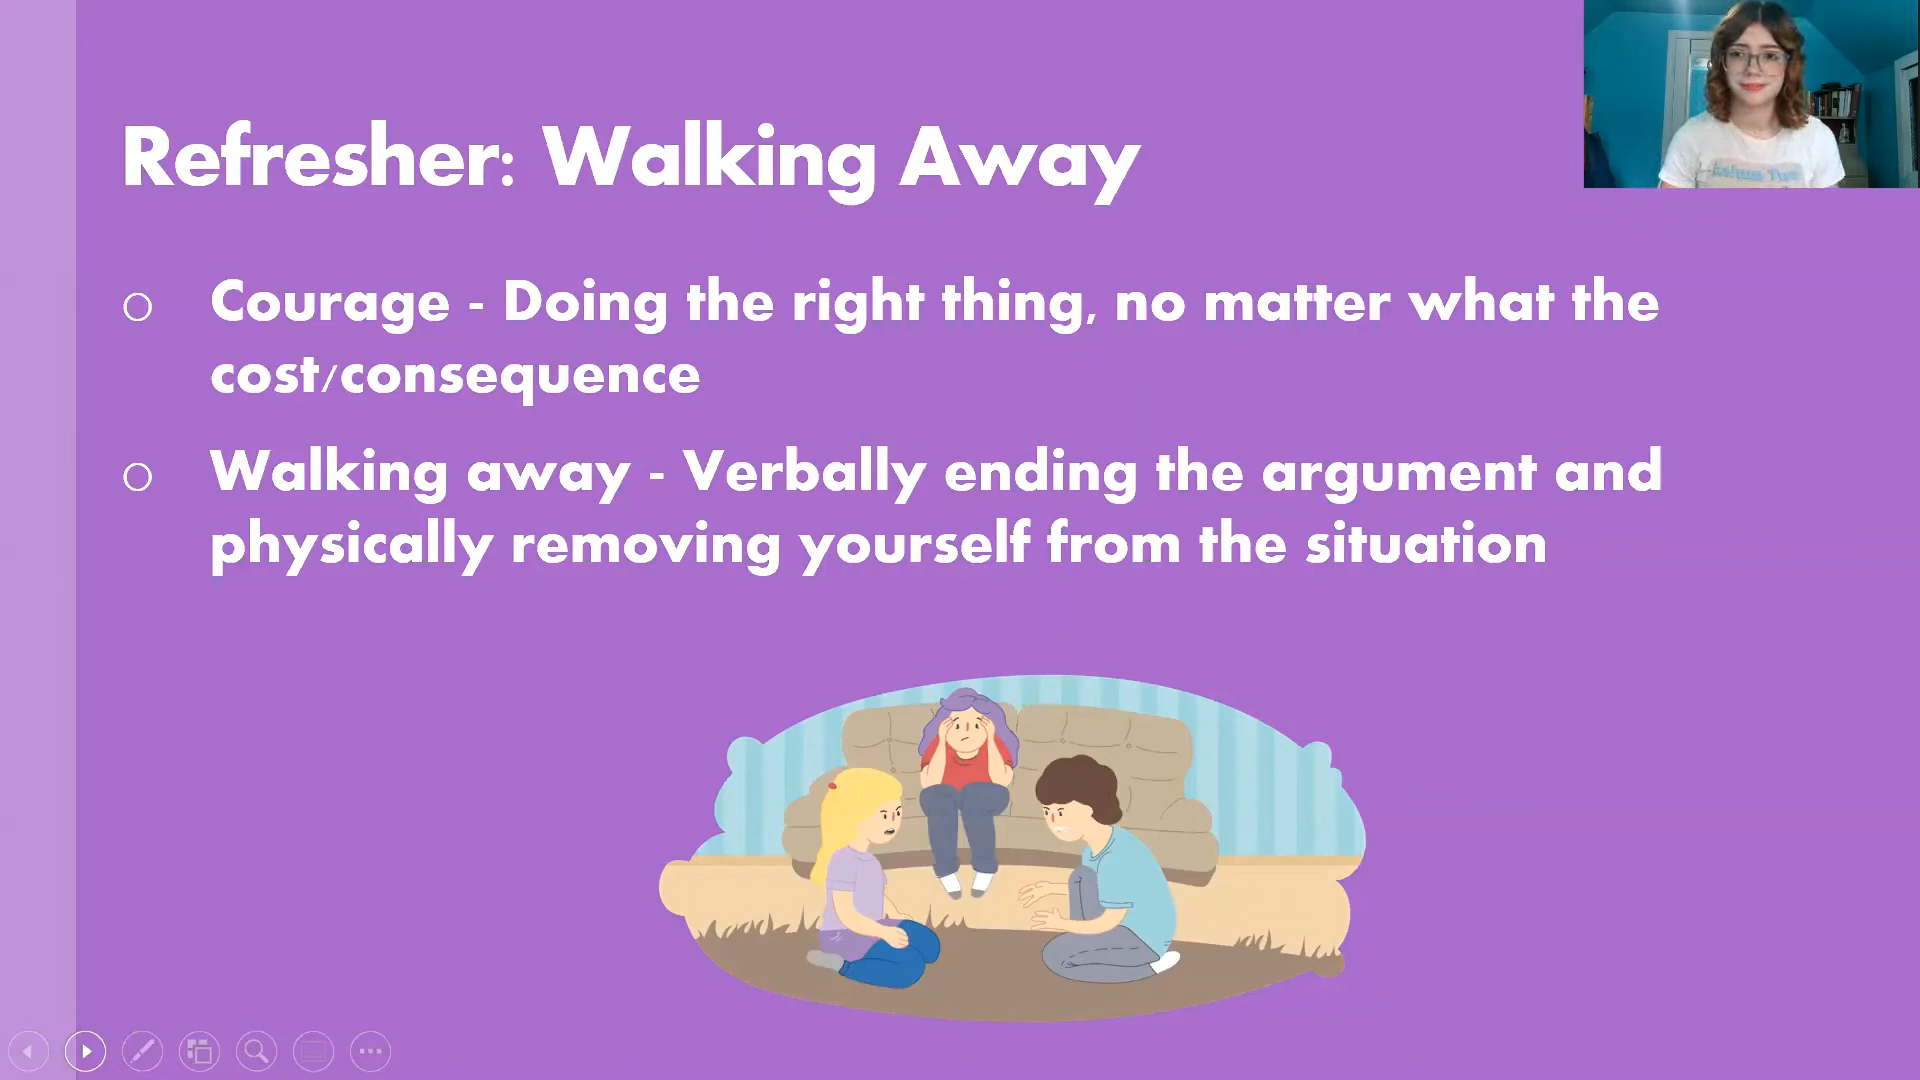 Refresher: Walking Away
Courage - Doing the right thing, no matter what the
cost/consequence
Walking away - Verbally ending the argument and
physically removing yourself from the situation